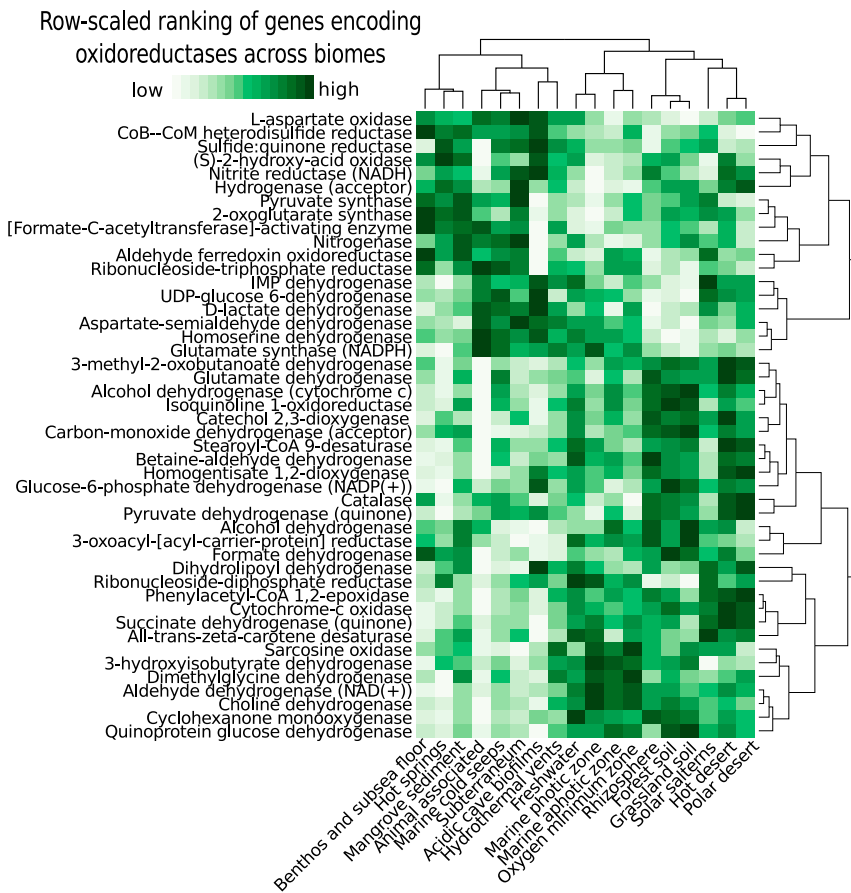 Row-scaled ranking of genes encoding
oxidoreductases across biomes
low
high
L-aspartate oxidase
CoB--CoM heterodisulfide reductase
Sulfide:quinone reductase
(S)-2-hydroxy-acid oxidase
Nitrite reductase (NADH)
Hydrogenase (acceptor)
Pyruvate synthase
2-oxoglutarate synthase
[Formate-C-acetyltransferase]-activating enzyme
Nitrogenase
Aldehyde ferredoxin oxidoreductase
Ribonucleoside-triphosphate reductase
IMP dehydrogenase
UDP-glucose 6-dehydrogenase
D-lactate dehydrogenase
Aspartate-semialdehyde dehydrogenase
Homoserine dehydrogenase
Glutamate synthase (NADPH)
3-methyl-2-oxobutanoate dehydrogenase
Glutamate dehydrogenase
Alcohol dehydrogenase (cytochrome c)
Isoquinoline 1-oxidoreductase
Catechol 2,3-dioxygenase
Carbon-monoxide dehydrogenase (acceptor)
Stearoyl-CoA 9-desaturase
Betaine-aldehyde dehydrogenase
Homogentisate 1,2-dioxygenase
Glucose-6-phosphate dehydrogenase (NADP(+))
Catalase
Pyruvate dehydrogenase (quinone)
Alcohol dehydrogenase
3-oxoacyl-[acyl-carrier-protein] reductase
Formate dehydrogenase
Dihydrolipoyl dehydrogenase
Ribonucleoside-diphosphate reductase
Phenylacetyl-CoA 1,2-epoxidase
Cytochrome-c oxidase
Succinate dehydrogenase (quinone)
All-trans-zeta-carotene desaturase
Sarcosine oxidase
3-hydroxyisobutyrate dehydrogenase
Dimethylglycine dehydrogenase
Aldehyde dehydrogenase (NAD(+))
Choline dehydrogenase
Cyclohexanone monooxygenase
Quinoprotein glucose dehydrogenase
Benthos and subsea floor
Hot springs
Mangrove sediment
Animal associated
Marine cold seeps
Subterraneum
Acidic cave biofilms
Hydrothermal vents
Freshwater
Marine photic zone
Marine aphotic zone
Oxygen minimum zone
Rhizosphere
Forest soil
Grassland soil
Solar salterns
Hot desert
Polar desert